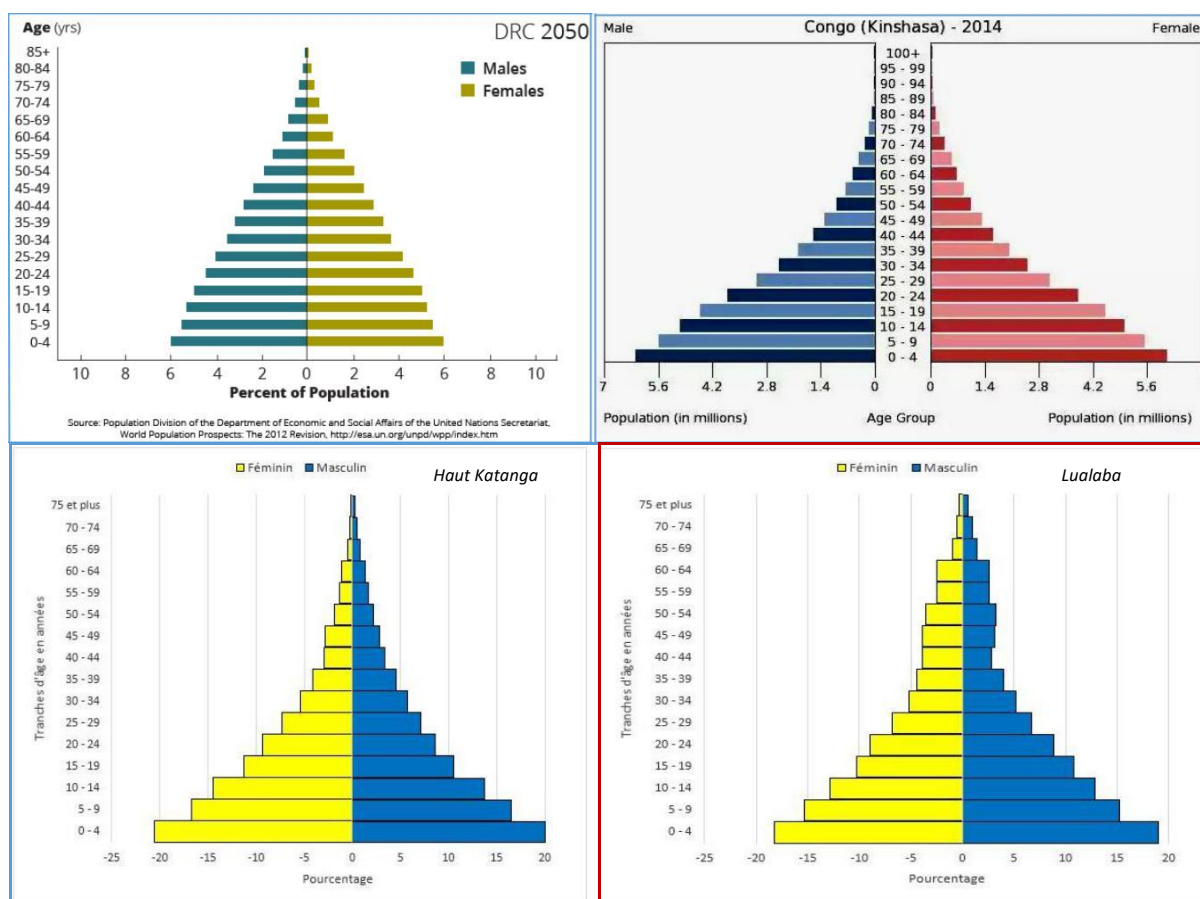 Age (yrs)
DRC 2050
85+
80-84
75-79
70-74
65-69
60-64
55-59
50-54
45-49
40-44
35-39
30-34
25-29
20-24
15-19
10-14
5-9
0-4
Males
Females
10 8 6 4 2 0 2 4 6 8 10
Percent of Population
Source: Population Division of the Department of Economic and Social Affairs of the United Nations Secretariat,
World Population Prospects: The 2012 Revision, http://esa.un.org/unpd/wpp/index.htm
Male Congo (Kinshasa) - 2014 Female
100+
95 - 99
90 - 94
85 - 89
80 - 84
75 - 79
70 - 74
65 - 69
60 - 64
55 - 59
50 - 54
45 - 49
40 - 44
35 - 39
30 - 34
25 - 29
20 - 24
15 - 19
10 - 14
5 - 9
0 - 4
7 5.6 4.2 2.8 1.4 0 0 1.4 2.8 4.2 5.6
Population (in millions) Age Group Population (in millions)
Féminin Masculin
Haut Katanga
Tranches d'âge en années
75 et plus
70 - 74
65 - 69
60 - 64
55 - 59
50 - 54
45 - 49
40 - 44
35 - 39
30 - 34
25 - 29
20 - 24
15 - 19
10 - 14
5 - 9
0 - 4
-25 -20 -15 -10 -5 0 5 10 15 20
Pourcentage
Féminin Masculin
Lualaba
Tranches d'âge en années
75 et plus
70 - 74
65 - 69
60 - 64
55 - 59
50 - 54
45 - 49
40 - 44
35 - 39
30 - 34
25 - 29
20 - 24
15 - 19
10 - 14
5 - 9
0 - 4
-25 -20 -15 -10 -5 0 5 10 15 20
Pourcentage